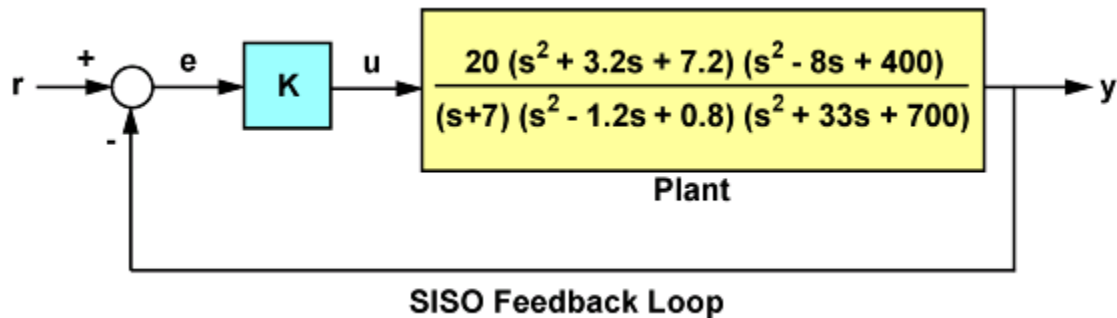 r
+
-
e
K
u
20 (s² + 3.2s + 7.2) (s² - 8s + 400)
(s+7) (s² - 1.2s + 0.8) (s² + 33s + 700)
y
Plant
SISO Feedback Loop